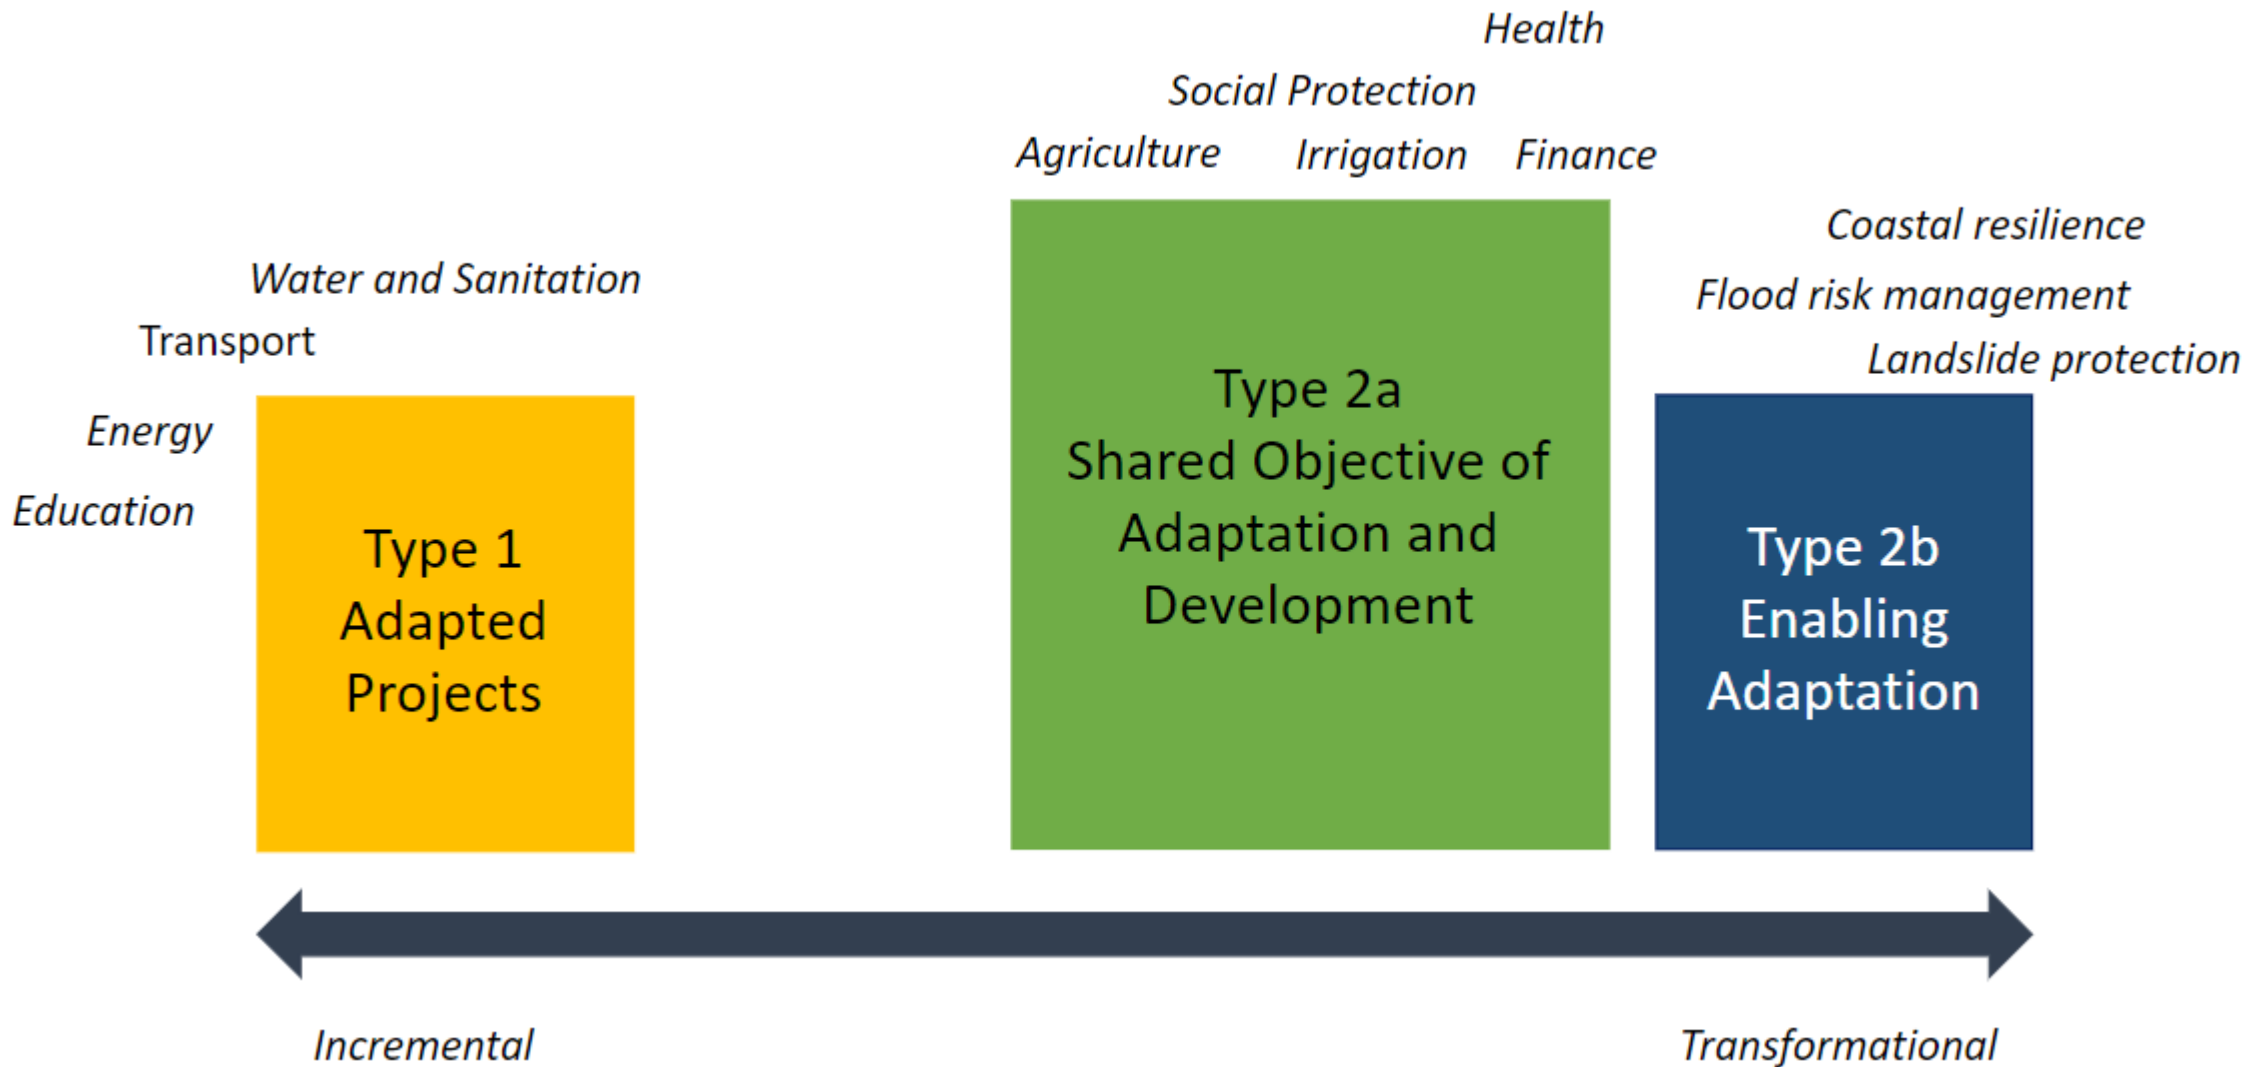 Health
Social Protection
Agriculture Irrigation Finance
Coastal resilience
Water and Sanitation
Flood risk management
Transport
Landslide protection
Energy
Education
Type 1
Adapted
Projects
Type 2a
Shared Objective of
Adaptation and
Development
Type 2b
Enabling
Adaptation
Incremental
Transformational